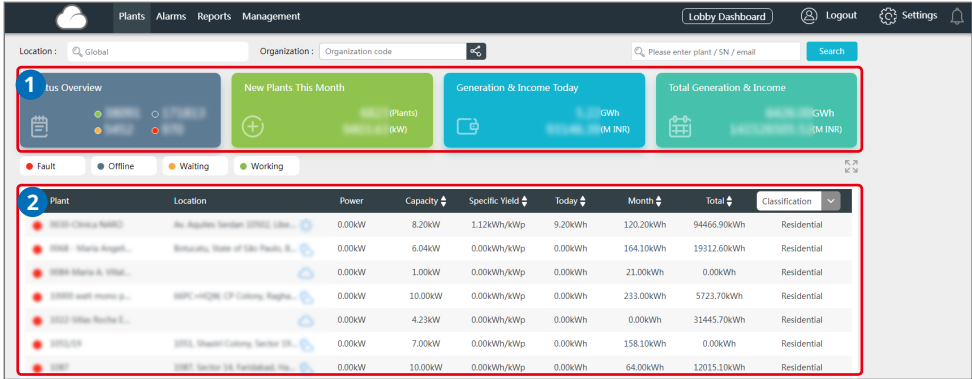 Plants Alarms Reports Management Lobby Dashboard Logout Settings
Location : Global Organization : Organization code Please enter plant / SN / email Search
1 tus Overview New Plants This Month Generation & Income Today Total Generation & Income
(Plants) GWh GWh
(kW) (M INR) (M INR)
Fault Offline Waiting Working
2 Plant Location Power Capacity Specific Yield Today Month Total Classification
0.00kW 8.20kW 1.12kWh/kWp 9.20kWh 120.20kWh 94466.90kWh Residential
0.00kW 6.04kW 0.00kWh/kWp 0.00kWh 164.10kWh 19312.60kWh Residential
0.00kW 1.00kW 0.00kWh/kWp 0.00kWh 21.00kWh 0.00kWh Residential
0.00kW 10.00kW 0.00kWh/kWp 0.00kWh 233.00kWh 5723.70kWh Residential
0.00kW 4.23kW 0.00kWh/kWp 0.00kWh 0.00kWh 31445.70kWh Residential
0.00kW 7.00kW 0.00kWh/kWp 0.00kWh 158.10kWh 0.00kWh Residential
0.00kW 10.00kW 0.00kWh/kWp 0.00kWh 64.00kWh 12015.10kWh Residential